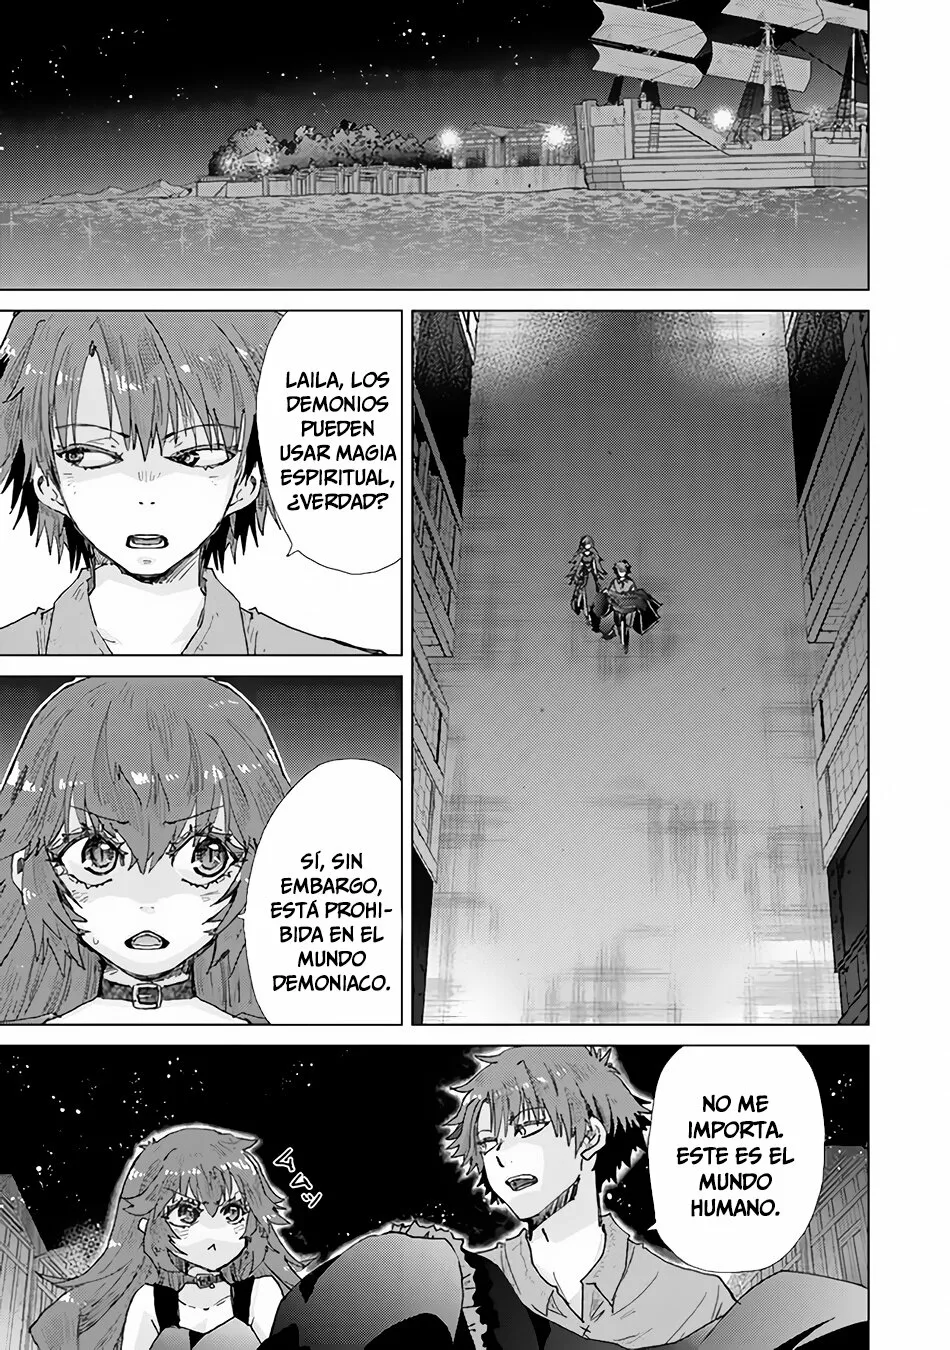 LAILA, LOS
DEMONIOS
PUEDEN
USAR MAGIA
ESPIRITUAL,
¿VERDAD?
SÍ, SIN
EMBARGO,
ESTÁ PROHI-
BIDA EN EL
MUNDO
DEMONIACO.
NO ME
IMPORTA.
ESTE ES EL
MUNDO
HUMANO.